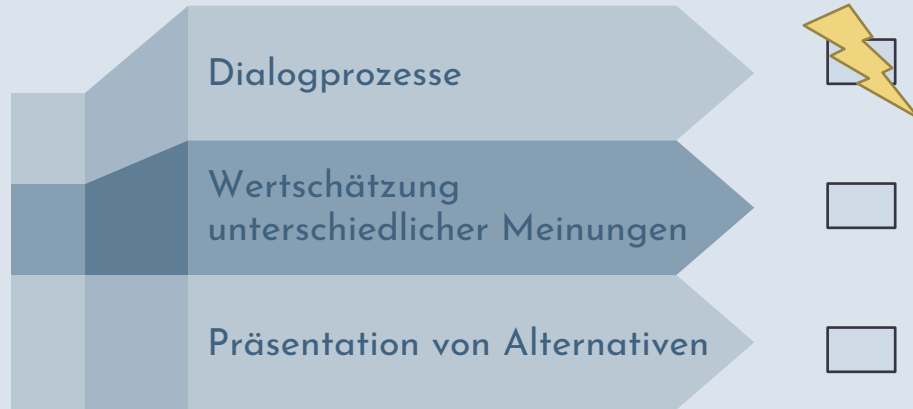 Dialogprozesse
Wertschätzung
unterschiedlicher Meinungen
Präsentation von Alternativen